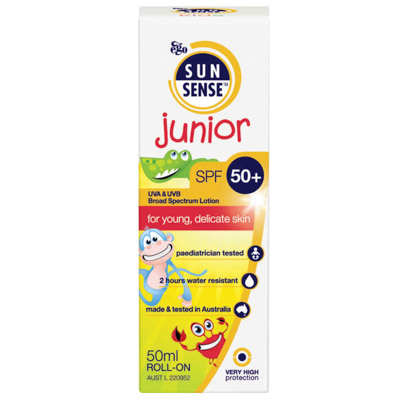 ego
SUN
SENSE™
junior
SPF 50+
UVA & UVB
Broad Spectrum Lotion
for young, delicate skin
paediatrician tested
2 hours water resistant
made & tested in Australia
50ml
ROLL-ON
AUST L 220952
VERY HIGH
protection